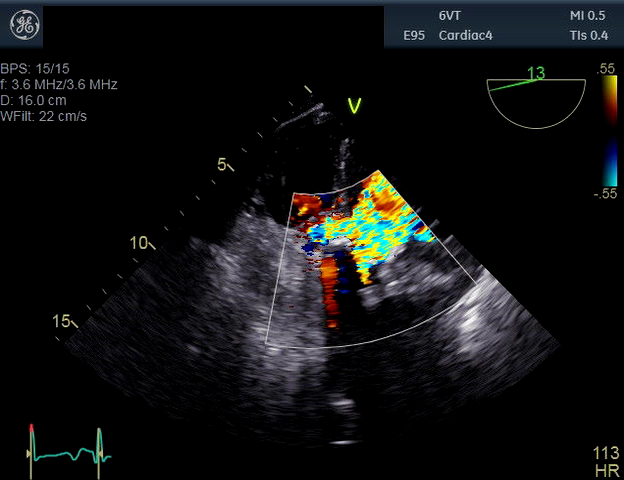 6VT MI 0.5
E95 Cardiac4 TIs 0.4
BPS: 15/15
f: 3.6 MHz/3.6 MHz
D: 16.0 cm
WFilt: 22 cm/s
13
.55
-.55
V
5
10
15
113
HR